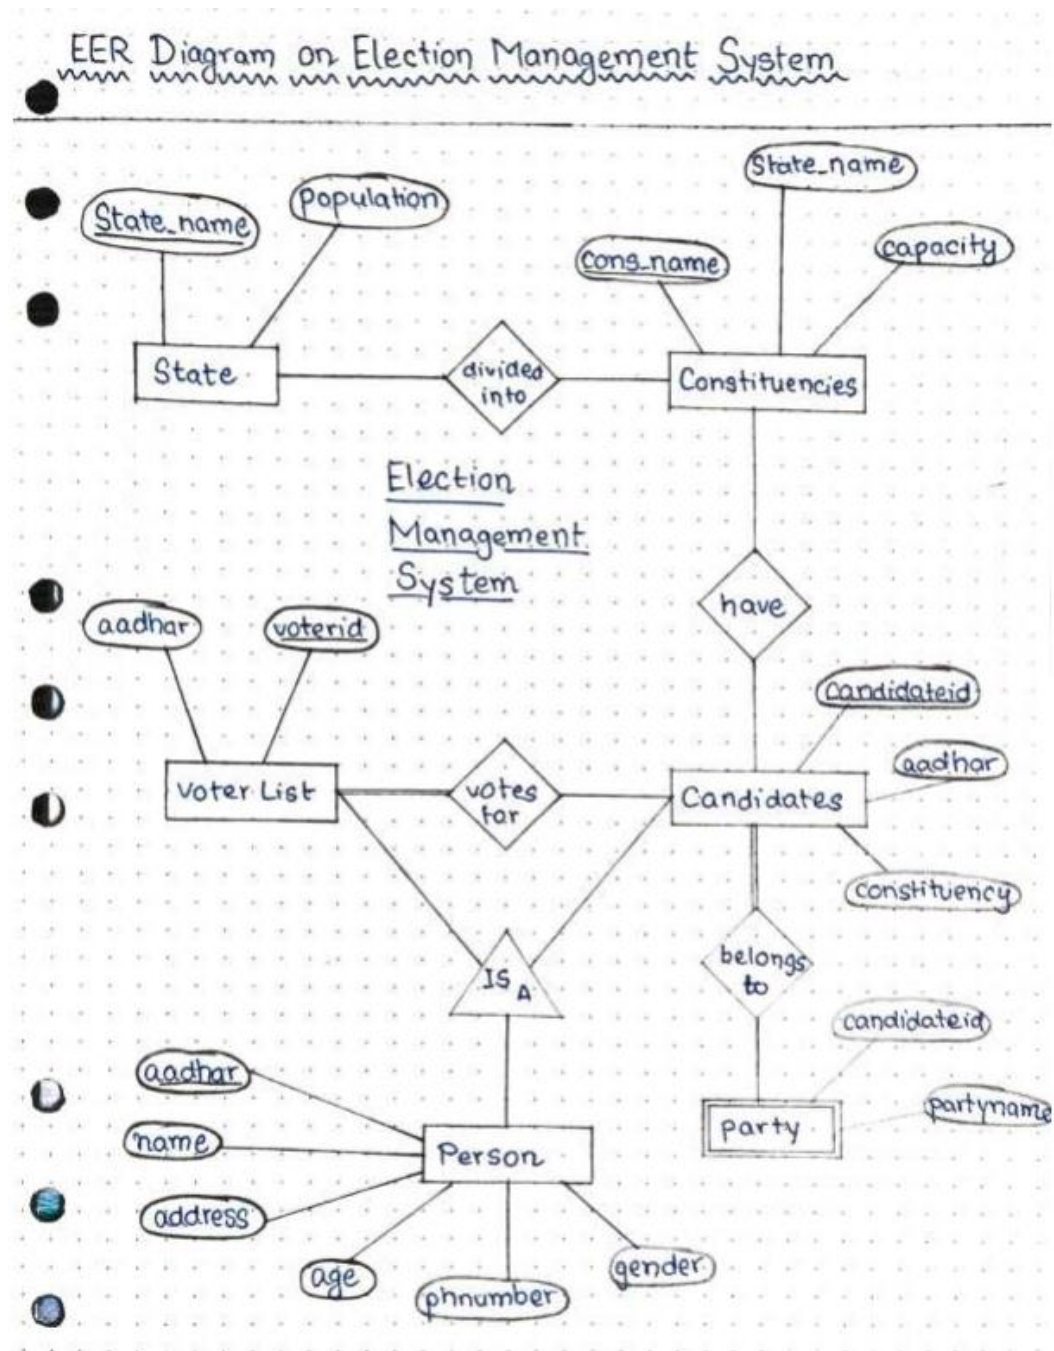 EER Diagram on Election Management System
State_name
population
State_name
cons_name
capacity
State
divided
into
Constituencies
Election
Management
System
have
aadhar
voterid
candidateid
aadhar
Voter List
votes
for
Candidates
constituency
IS A
belongs
to
candidateid
partyname
party
aadhar
name
Person
address
age
phnumber
gender